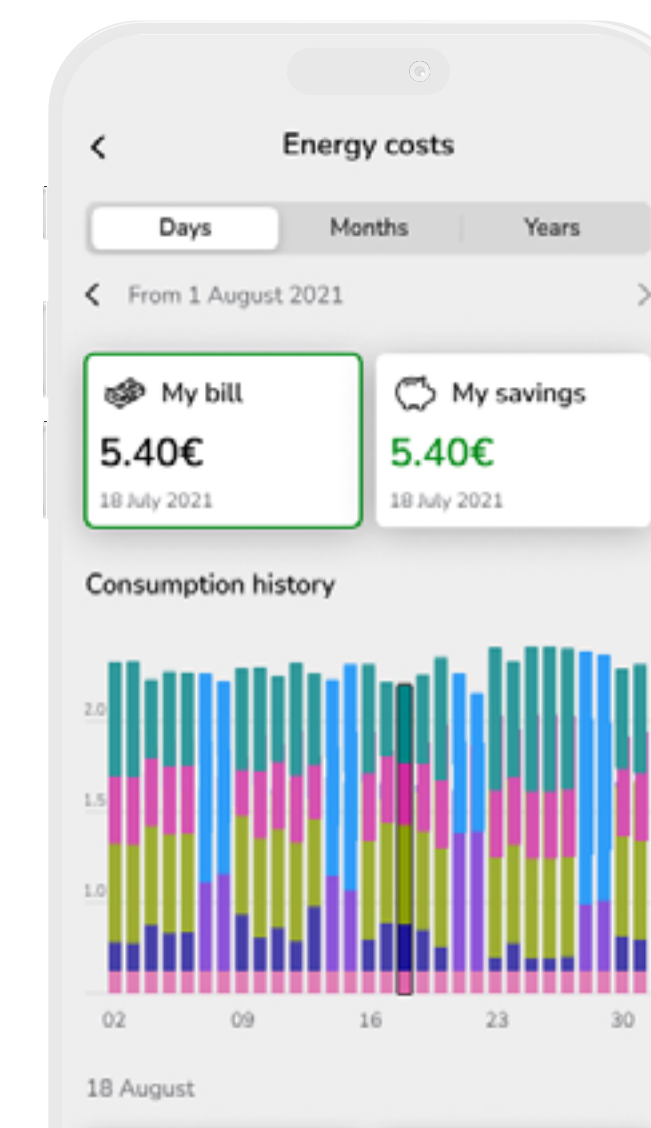 Energy costs
Days Months Years
From 1 August 2021
My bill
5.40€
18 July 2021
My savings
5.40€
18 July 2021
Consumption history
2.0
1.5
1.0
02 09 16 23 30
18 August